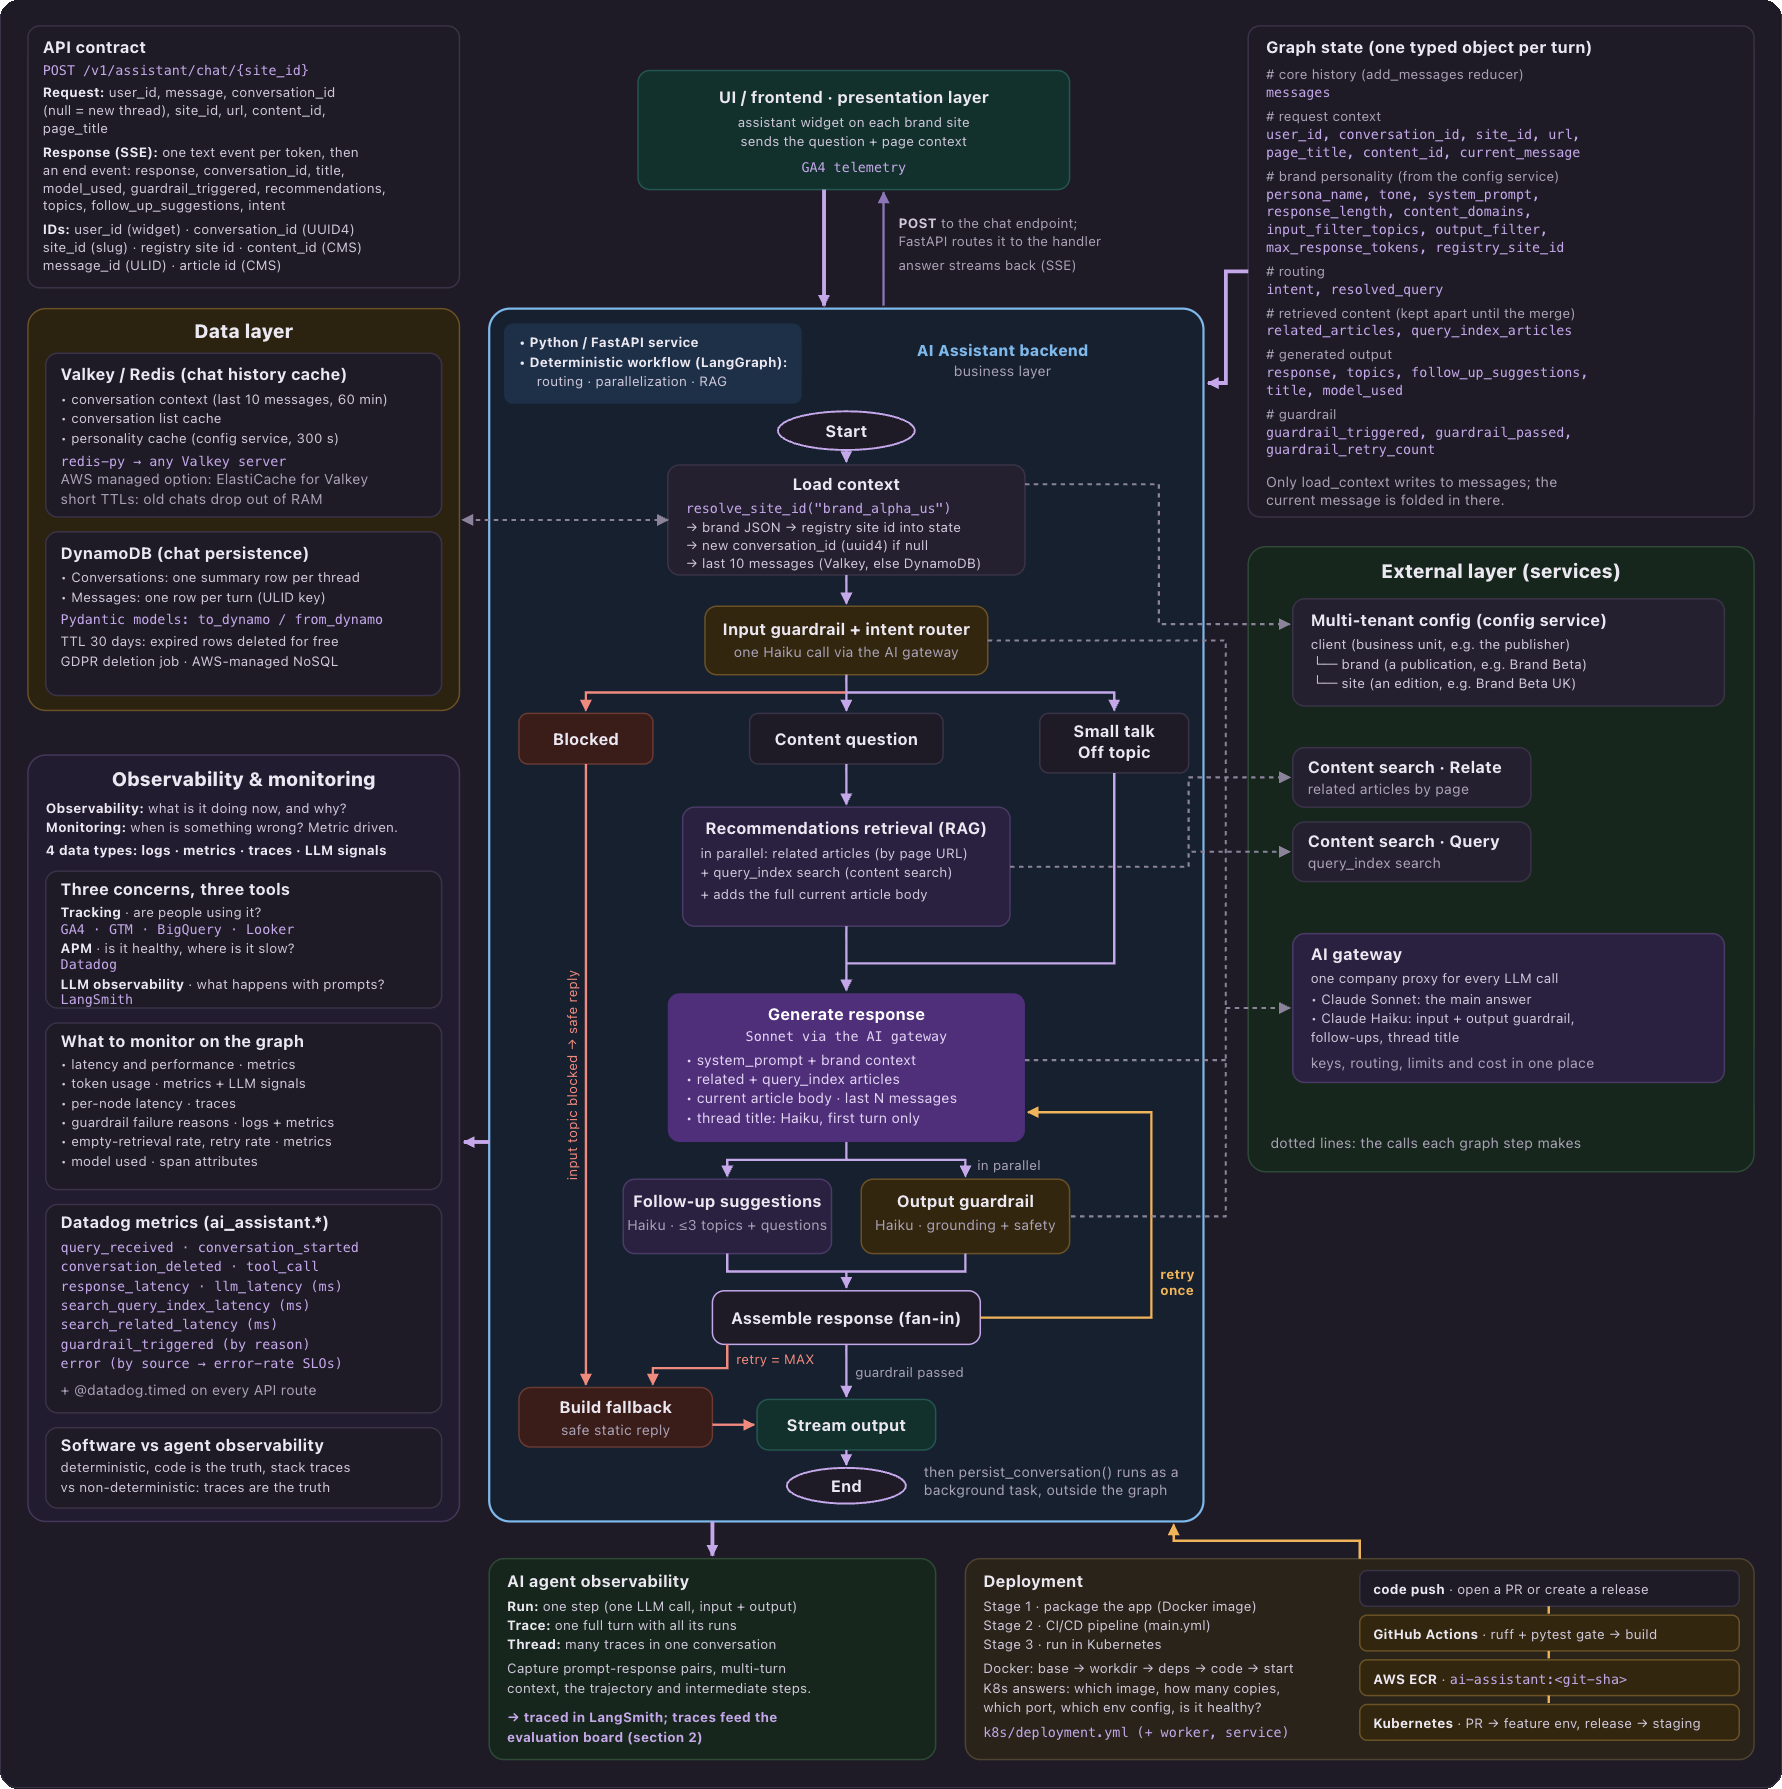 API contract
POST /v1/assistant/chat/{site_id}
Request: user_id, message, conversation_id
(null = new thread), site_id, url, content_id,
page_title
Response (SSE): one text event per token, then
an end event: response, conversation_id, title,
model_used, guardrail_triggered, recommendations,
topics, follow_up_suggestions, intent
IDs: user_id (widget) · conversation_id (UUID4)
site_id (slug) · registry site id · content_id (CMS)
message_id (ULID) · article id (CMS)
UI / frontend · presentation layer
assistant widget on each brand site
sends the question + page context
GA4 telemetry
POST to the chat endpoint;
FastAPI routes it to the handler
answer streams back (SSE)
Graph state (one typed object per turn)
# core history (add_messages reducer)
messages
# request context
user_id, conversation_id, site_id, url,
page_title, content_id, current_message
# brand personality (from the config service)
persona_name, tone, system_prompt,
response_length, content_domains,
input_filter_topics, output_filter,
max_response_tokens, registry_site_id
# routing
intent, resolved_query
# retrieved content (kept apart until the merge)
related_articles, query_index_articles
# generated output
response, topics, follow_up_suggestions,
title, model_used
# guardrail
guardrail_triggered, guardrail_passed,
guardrail_retry_count
Only load_context writes to messages; the
current message is folded in there.
Data layer
Valkey / Redis (chat history cache)
• conversation context (last 10 messages, 60 min)
• conversation list cache
• personality cache (config service, 300 s)
redis-py → any Valkey server
AWS managed option: ElastiCache for Valkey
short TTLs: old chats drop out of RAM
DynamoDB (chat persistence)
• Conversations: one summary row per thread
• Messages: one row per turn (ULID key)
Pydantic models: to_dynamo / from_dynamo
TTL 30 days: expired rows deleted for free
GDPR deletion job · AWS-managed NoSQL
• Python / FastAPI service
• Deterministic workflow (LangGraph):
routing · parallelization · RAG
AI Assistant backend
business layer
Start
Load context
resolve_site_id("brand_alpha_us")
→ brand JSON → registry site id into state
→ new conversation_id (uuid4) if null
→ last 10 messages (Valkey, else DynamoDB)
Input guardrail + intent router
one Haiku call via the AI gateway
Blocked
Content question
Small talk
Off topic
Recommendations retrieval (RAG)
in parallel: related articles (by page URL)
+ query_index search (content search)
+ adds the full current article body
input topic blocked → safe reply
Generate response
Sonnet via the AI gateway
• system_prompt + brand context
• related + query_index articles
• current article body · last N messages
• thread title: Haiku, first turn only
in parallel
Follow-up suggestions
Haiku · ≤3 topics + questions
Output guardrail
Haiku · grounding + safety
retry
once
Assemble response (fan-in)
retry = MAX
guardrail passed
Build fallback
safe static reply
Stream output
End
then persist_conversation() runs as a
background task, outside the graph
External layer (services)
Multi-tenant config (config service)
client (business unit, e.g. the publisher)
└─ brand (a publication, e.g. Brand Beta)
└─ site (an edition, e.g. Brand Beta UK)
Content search · Relate
related articles by page
Content search · Query
query_index search
AI gateway
one company proxy for every LLM call
• Claude Sonnet: the main answer
• Claude Haiku: input + output guardrail,
follow-ups, thread title
keys, routing, limits and cost in one place
dotted lines: the calls each graph step makes
Observability & monitoring
Observability: what is it doing now, and why?
Monitoring: when is something wrong? Metric driven.
4 data types: logs · metrics · traces · LLM signals
Three concerns, three tools
Tracking · are people using it?
GA4 · GTM · BigQuery · Looker
APM · is it healthy, where is it slow?
Datadog
LLM observability · what happens with prompts?
LangSmith
What to monitor on the graph
• latency and performance · metrics
• token usage · metrics + LLM signals
• per-node latency · traces
• guardrail failure reasons · logs + metrics
• empty-retrieval rate, retry rate · metrics
• model used · span attributes
Datadog metrics (ai_assistant.*)
query_received · conversation_started
conversation_deleted · tool_call
response_latency · llm_latency (ms)
search_query_index_latency (ms)
search_related_latency (ms)
guardrail_triggered (by reason)
error (by source → error-rate SLOs)
+ @datadog.timed on every API route
Software vs agent observability
deterministic, code is the truth, stack traces
vs non-deterministic: traces are the truth
AI agent observability
Run: one step (one LLM call, input + output)
Trace: one full turn with all its runs
Thread: many traces in one conversation
Capture prompt-response pairs, multi-turn
context, the trajectory and intermediate steps.
→ traced in LangSmith; traces feed the
evaluation board (section 2)
Deployment
Stage 1 · package the app (Docker image)
Stage 2 · CI/CD pipeline (main.yml)
Stage 3 · run in Kubernetes
Docker: base → workdir → deps → code → start
K8s answers: which image, how many copies,
which port, which env config, is it healthy?
k8s/deployment.yml (+ worker, service)
code push · open a PR or create a release
GitHub Actions · ruff + pytest gate → build
AWS ECR · ai-assistant:<git-sha>
Kubernetes · PR → feature env, release → staging